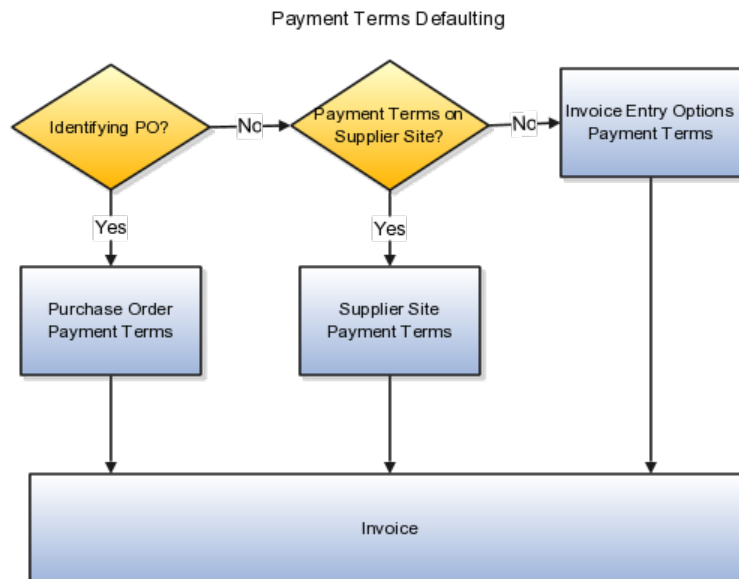 Payment Terms Defaulting
Identifying PO?
No
Payment Terms on
Supplier Site?
No
Invoice Entry Options
Payment Terms
Yes
Yes
Purchase Order
Payment Terms
Supplier Site
Payment Terms
Invoice